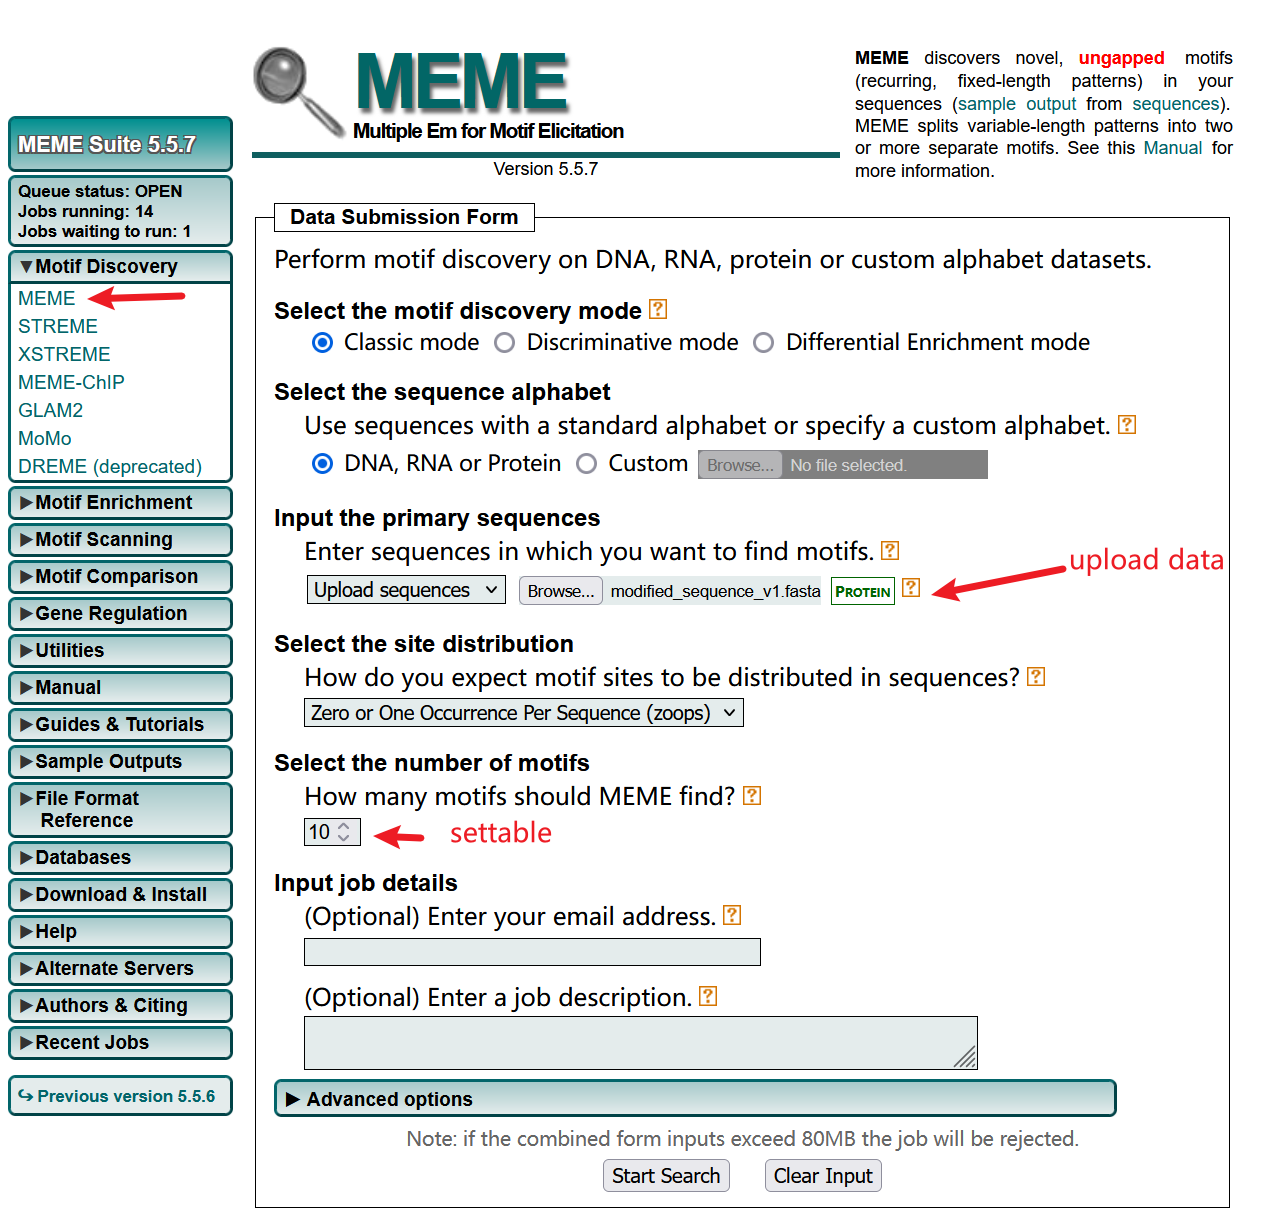 MEME
Multiple Em for Motif Elicitation
Version 5.5.7
MEME discovers novel, ungapped motifs
(recurring, fixed-length patterns) in your
sequences (sample output from sequences).
MEME splits variable-length patterns into two
or more separate motifs. See this Manual for
more information.
MEME Suite 5.5.7
Queue status: OPEN
Jobs running: 14
Jobs waiting to run: 1
▼Motif Discovery
MEME
STREME
XSTREME
MEME-ChIP
GLAM2
MoMo
DREME (deprecated)
▶Motif Enrichment
▶Motif Scanning
▶Motif Comparison
▶Gene Regulation
▶Utilities
▶Manual
▶Guides & Tutorials
▶Sample Outputs
▶File Format
Reference
▶Databases
▶Download & Install
▶Help
▶Alternate Servers
▶Authors & Citing
▶Recent Jobs
↪ Previous version 5.5.6
Data Submission Form
Perform motif discovery on DNA, RNA, protein or custom alphabet datasets.
Select the motif discovery mode ?
Classic mode Discriminative mode Differential Enrichment mode
Select the sequence alphabet
Use sequences with a standard alphabet or specify a custom alphabet. ?
DNA, RNA or Protein Custom Browse... No file selected.
Input the primary sequences
Enter sequences in which you want to find motifs. ?
upload data
Upload sequences Browse... modified_sequence_v1.fasta PROTEIN ?
Select the site distribution
How do you expect motif sites to be distributed in sequences? ?
Zero or One Occurrence Per Sequence (zoops)
Select the number of motifs
How many motifs should MEME find? ?
10 settable
Input job details
(Optional) Enter your email address. ?
(Optional) Enter a job description. ?
▶ Advanced options
Note: if the combined form inputs exceed 80MB the job will be rejected.
Start Search Clear Input